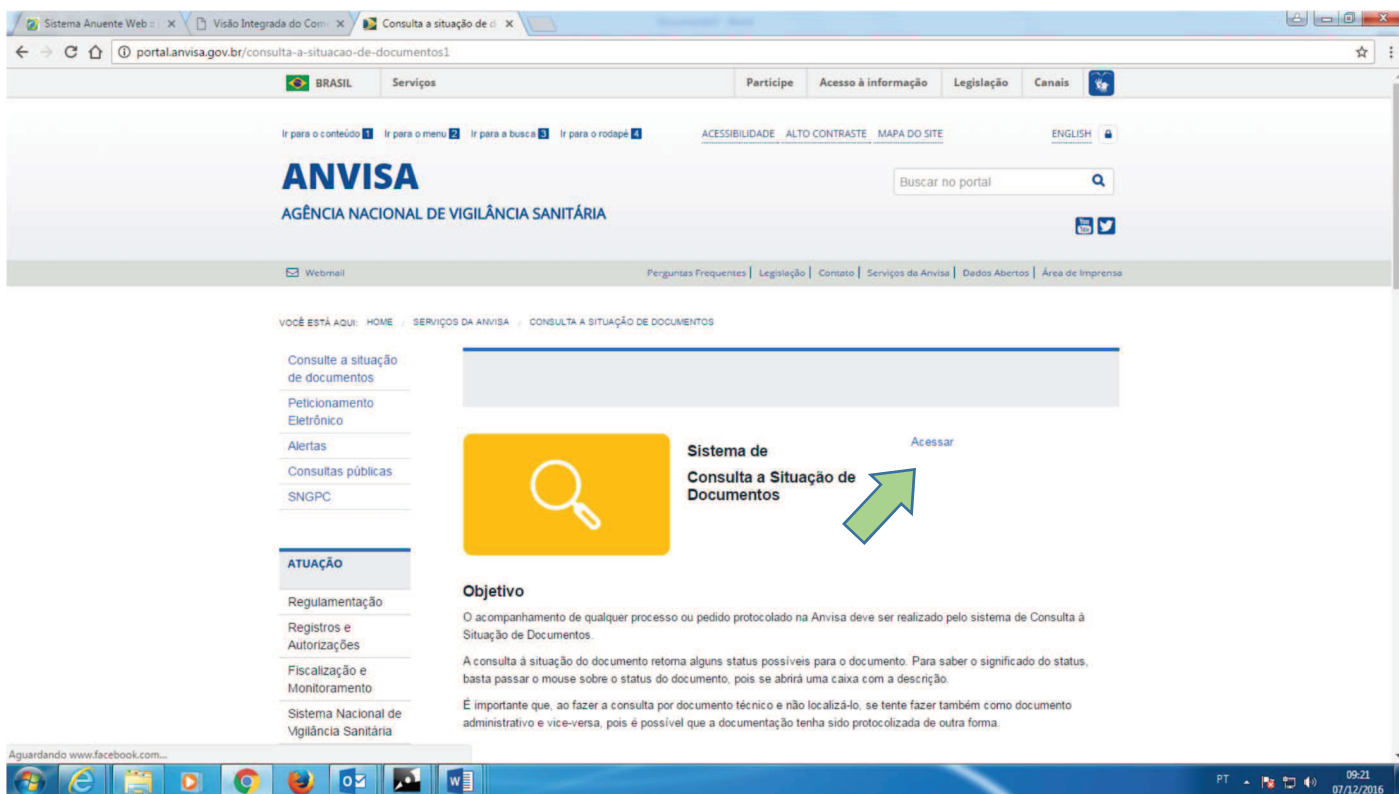 Sistema Anuente Web ::
Visão Integrada do Com
Consulta a situação de d
portal.anvisa.gov.br/consulta-a-situacao-de-documentos1
BRASIL Serviços Participe Acesso à informação Legislação Canais
Ir para o conteúdo 1 Ir para o menu 2 Ir para a busca 3 Ir para o rodapé 4 ACESSIBILIDADE ALTO CONTRASTE MAPA DO SITE ENGLISH
ANVISA
Buscar no portal
AGÊNCIA NACIONAL DE VIGILÂNCIA SANITÁRIA
You Tube
Webmail Perguntas Frequentes | Legislação | Contato | Serviços da Anvisa | Dados Abertos | Área de Imprensa
VOCÊ ESTÁ AQUI: HOME / SERVIÇOS DA ANVISA / CONSULTA A SITUAÇÃO DE DOCUMENTOS
Consulte a situação
de documentos
Peticionamento
Eletrônico
Alertas
Consultas públicas
SNGPC
ATUAÇÃO
Regulamentação
Registros e
Autorizações
Fiscalização e
Monitoramento
Sistema Nacional de
Vigilância Sanitária
Sistema de
Consulta a Situação de
Documentos
Acessar
Objetivo
O acompanhamento de qualquer processo ou pedido protocolado na Anvisa deve ser realizado pelo sistema de Consulta à
Situação de Documentos.
A consulta à situação do documento retorna alguns status possíveis para o documento. Para saber o significado do status,
basta passar o mouse sobre o status do documento, pois se abrirá uma caixa com a descrição.
É importante que, ao fazer a consulta por documento técnico e não localizá-lo, se tente fazer também como documento
administrativo e vice-versa, pois é possível que a documentação tenha sido protocolizada de outra forma.
Aguardando www.facebook.com...
PT 09:21
07/12/2016